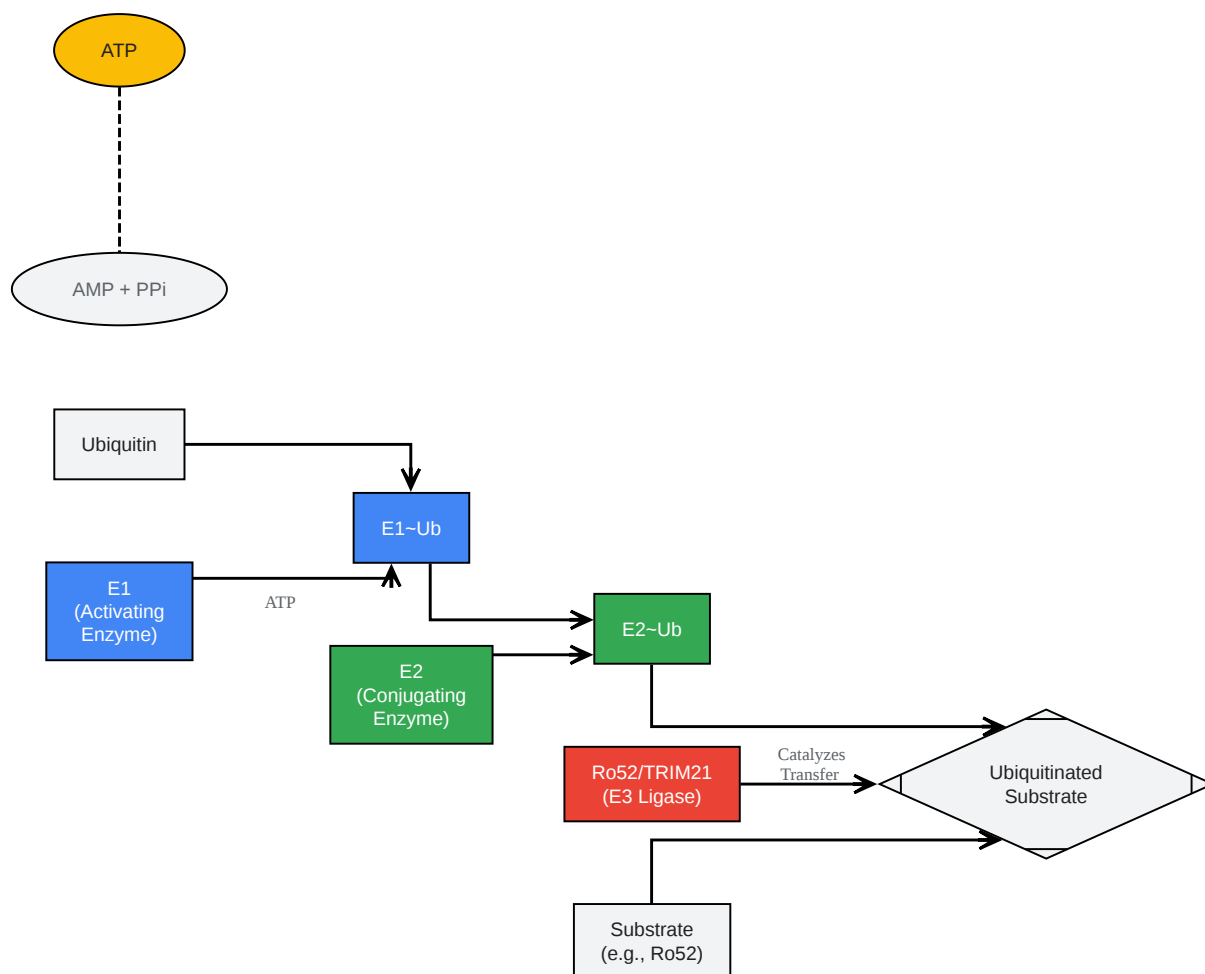 ATP
AMP + PPi
Ubiquitin
E1~Ub
E1
(Activating
Enzyme)
ATP
E2~Ub
E2
(Conjugating
Enzyme)
Ro52/TRIM21
(E3 Ligase)
Catalyzes
Transfer
Ubiquitinated
Substrate
Substrate
(e.g., Ro52)